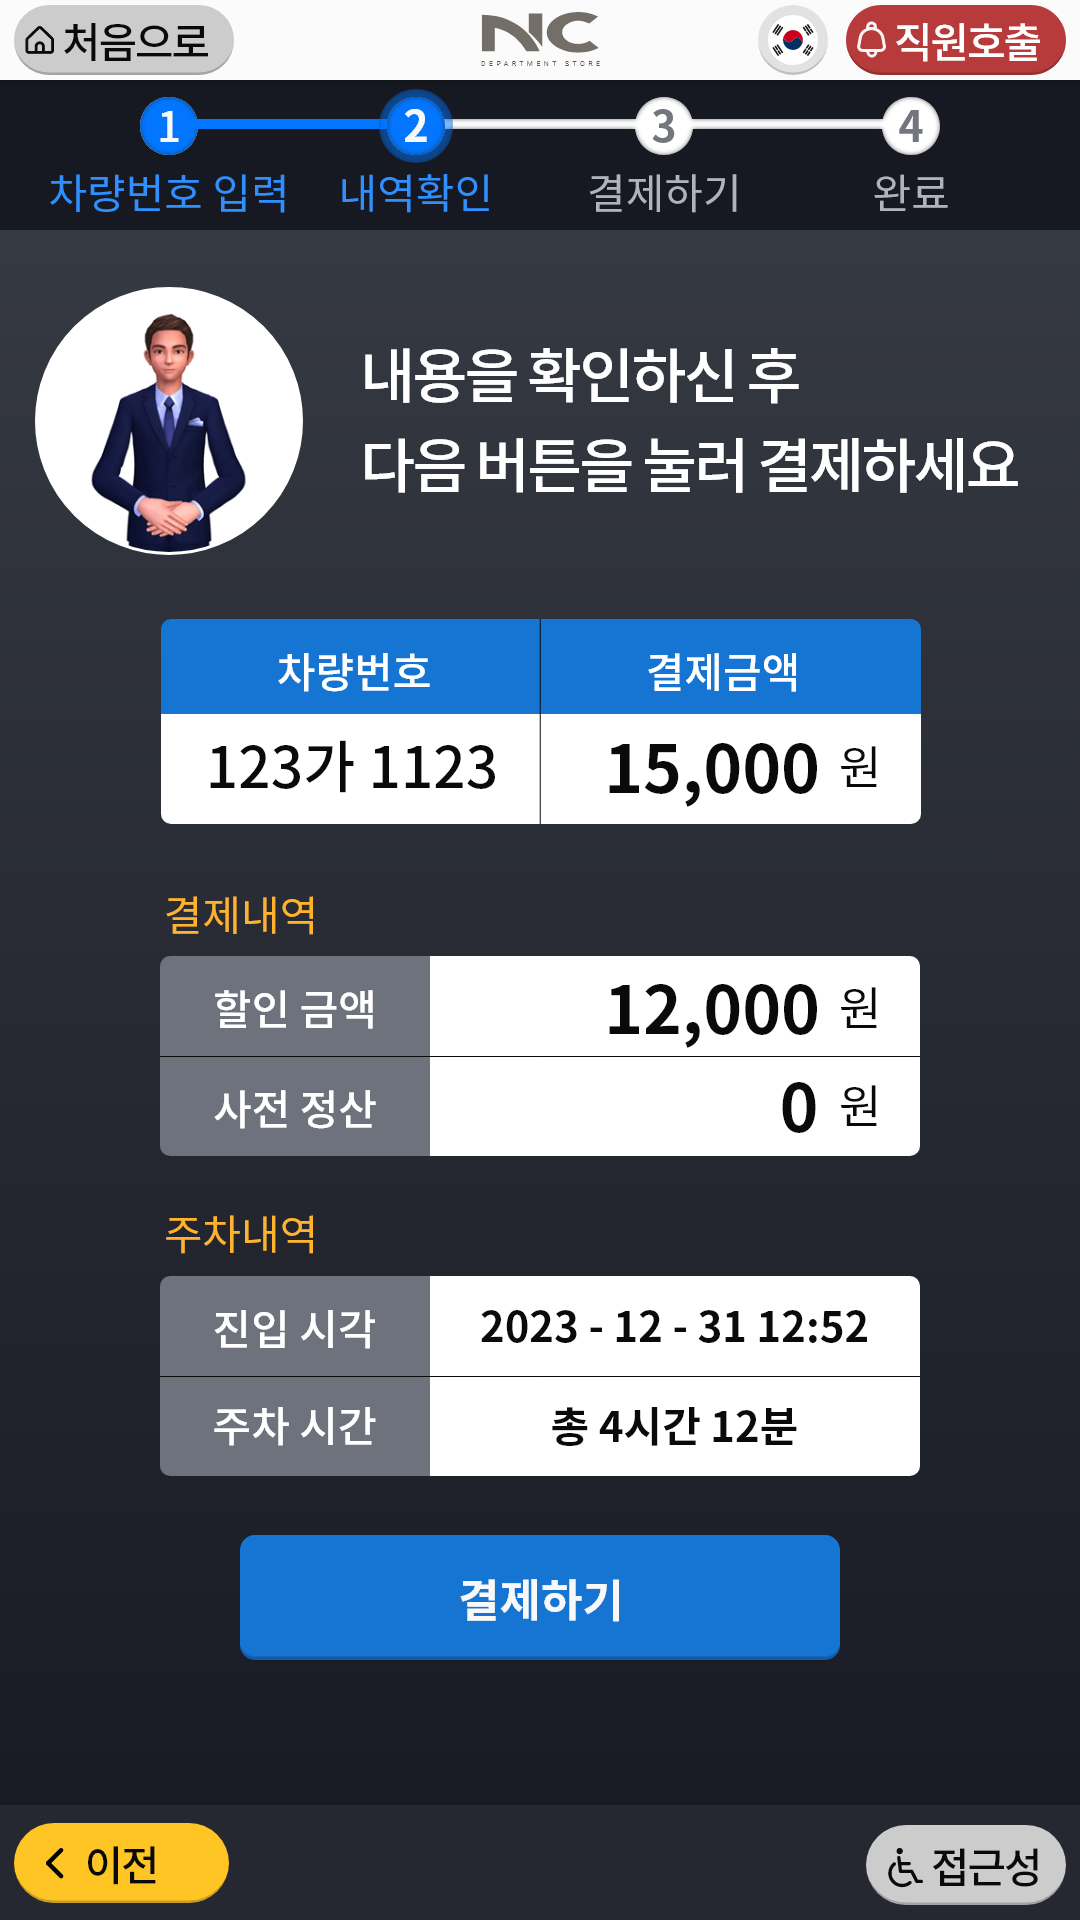 처음으로
NC
DEPARTMENT STORE
직원호출
1 2 3 4
차량번호 입력 내역확인 결제하기 완료
내용을 확인하신 후
다음 버튼을 눌러 결제하세요
차량번호 결제금액
123가 1123 15,000 원
결제내역
할인 금액 12,000 원
사전 정산 0 원
주차내역
진입 시각 2023 - 12 - 31 12:52
주차 시간 총 4시간 12분
결제하기
이전
접근성